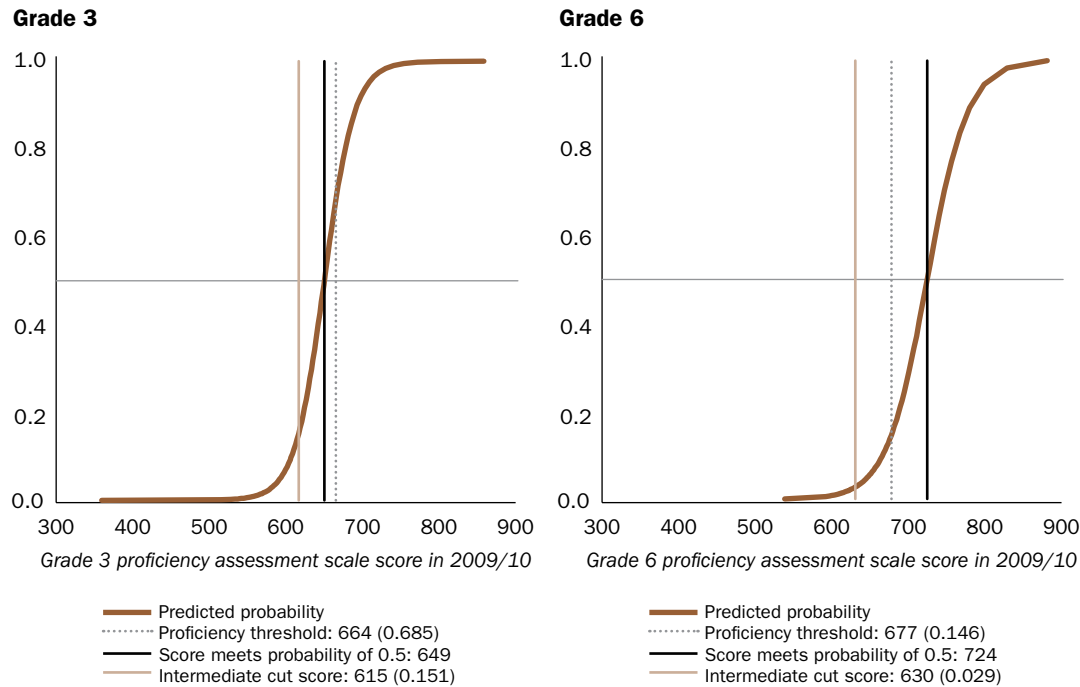 Grade 3
1.0
0.8
0.6
0.4
0.2
0.0
300 400 500 600 700 800 900
Grade 3 proficiency assessment scale score in 2009/10
Predicted probability
Proficiency threshold: 664 (0.685)
Score meets probability of 0.5: 649
Intermediate cut score: 615 (0.151)
Grade 6
1.0
0.8
0.6
0.4
0.2
0.0
300 400 500 600 700 800 900
Grade 6 proficiency assessment scale score in 2009/10
Predicted probability
Proficiency threshold: 677 (0.146)
Score meets probability of 0.5: 724
Intermediate cut score: 630 (0.029)